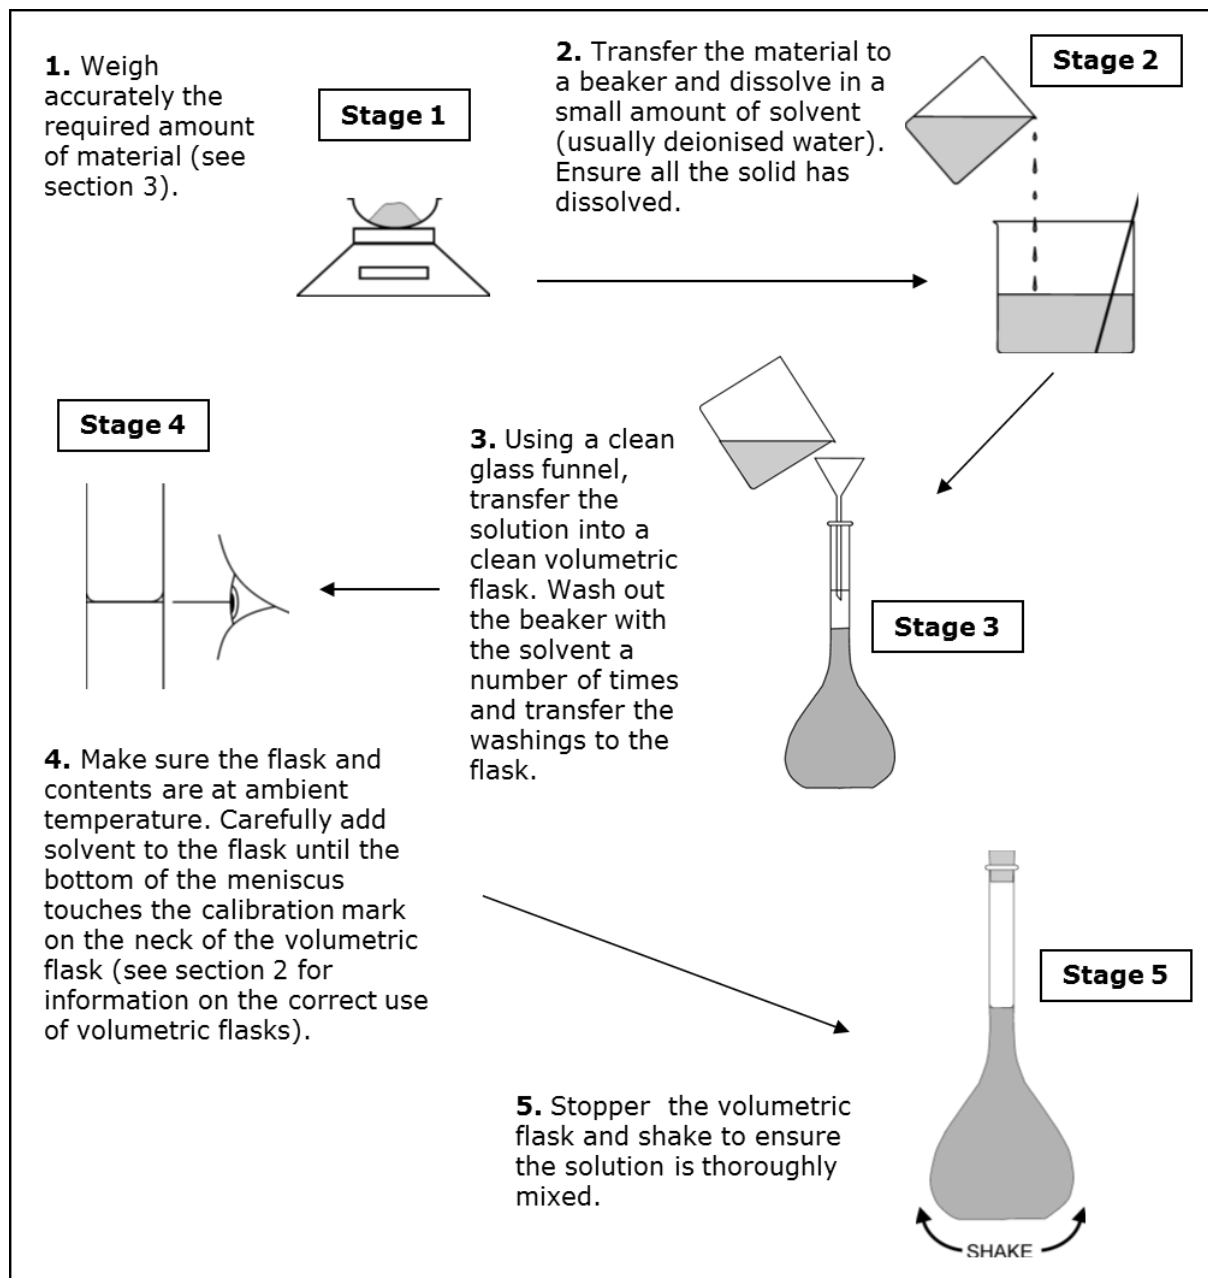 1. Weigh
accurately the
required amount
of material (see
section 3).
Stage 1
2. Transfer the material to
a beaker and dissolve in a
small amount of solvent
(usually deionised water).
Ensure all the solid has
dissolved.
Stage 2
3. Using a clean
glass funnel,
transfer the
solution into a
clean volumetric
flask. Wash out
the beaker with
the solvent a
number of times
and transfer the
washings to the
flask.
Stage 3
Stage 4
4. Make sure the flask and
contents are at ambient
temperature. Carefully add
solvent to the flask until the
bottom of the meniscus
touches the calibration mark
on the neck of the volumetric
flask (see section 2 for
information on the correct use
of volumetric flasks).
5. Stopper  the volumetric
flask and shake to ensure
the solution is thoroughly
mixed.
Stage 5
SHAKE